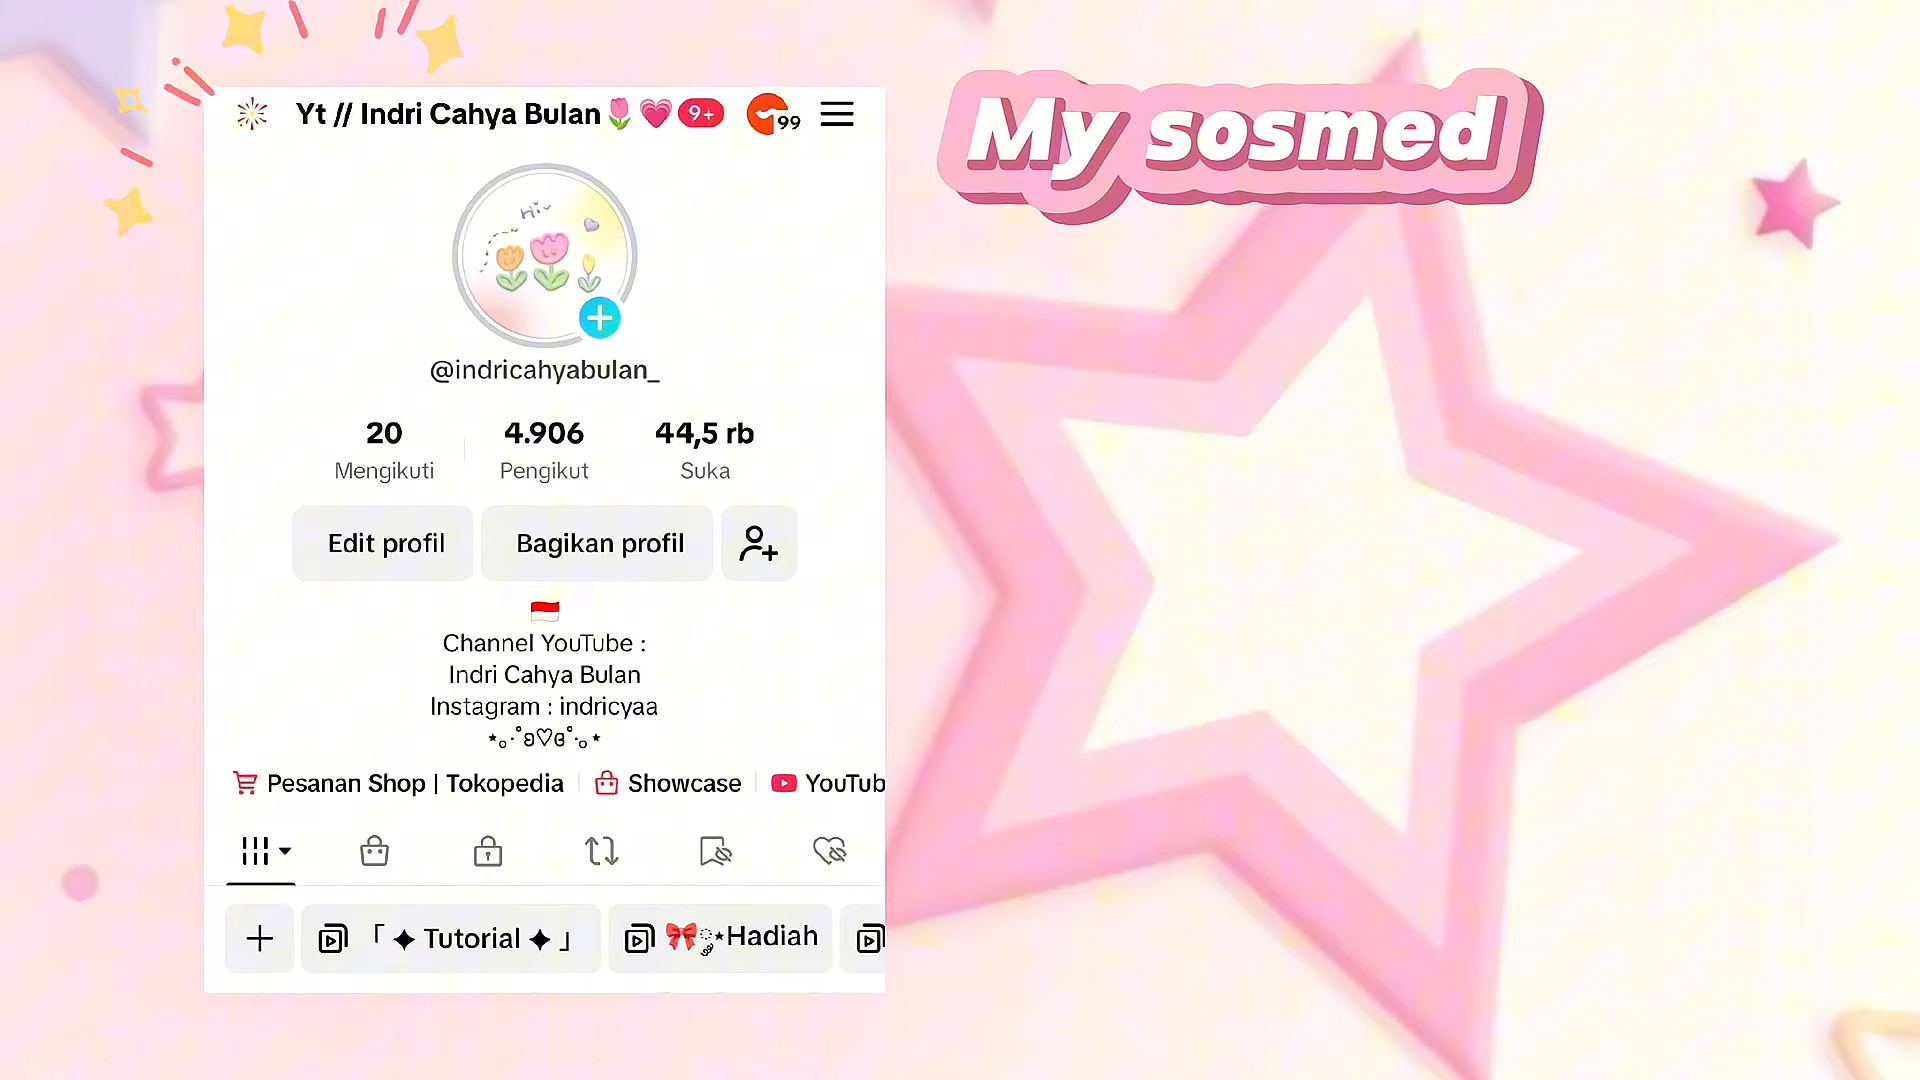 My sosmed
Yt // Indri Cahya Bulan🌷💗 9+ 99
Hi
@indricahyabulan_
20 4.906 44,5 rb
Mengikuti Pengikut Suka
Edit profil Bagikan profil
🇮🇩
Channel YouTube :
Indri Cahya Bulan
Instagram : indricyaa
⋆｡‧˚ʚ♡ɞ˚‧｡⋆
Pesanan Shop | Tokopedia Showcase YouTub
「 ✦ Tutorial ✦ 」 🎀ྀ⋆Hadiah